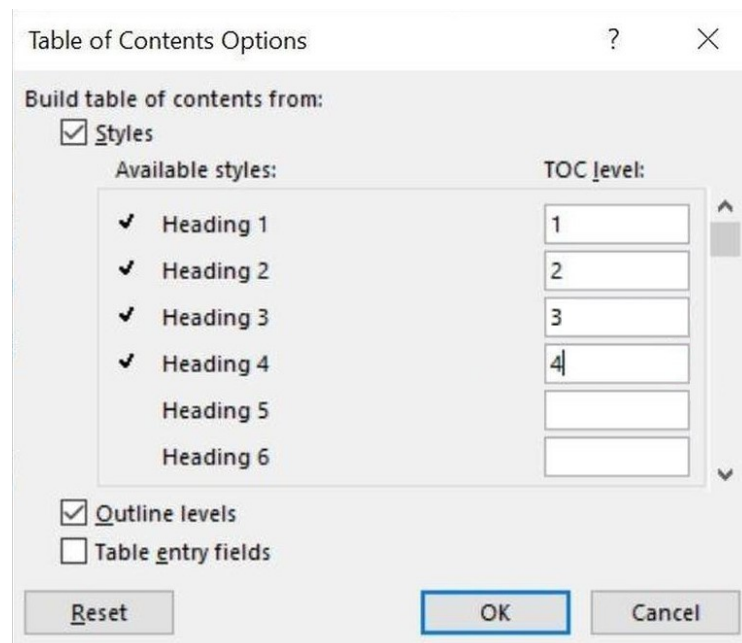 Table of Contents Options ?
Build table of contents from:
Styles
Available styles: TOC level:
Heading 1 1
Heading 2 2
Heading 3 3
Heading 4 4
Heading 5
Heading 6
Outline levels
Table entry fields
Reset OK Cancel